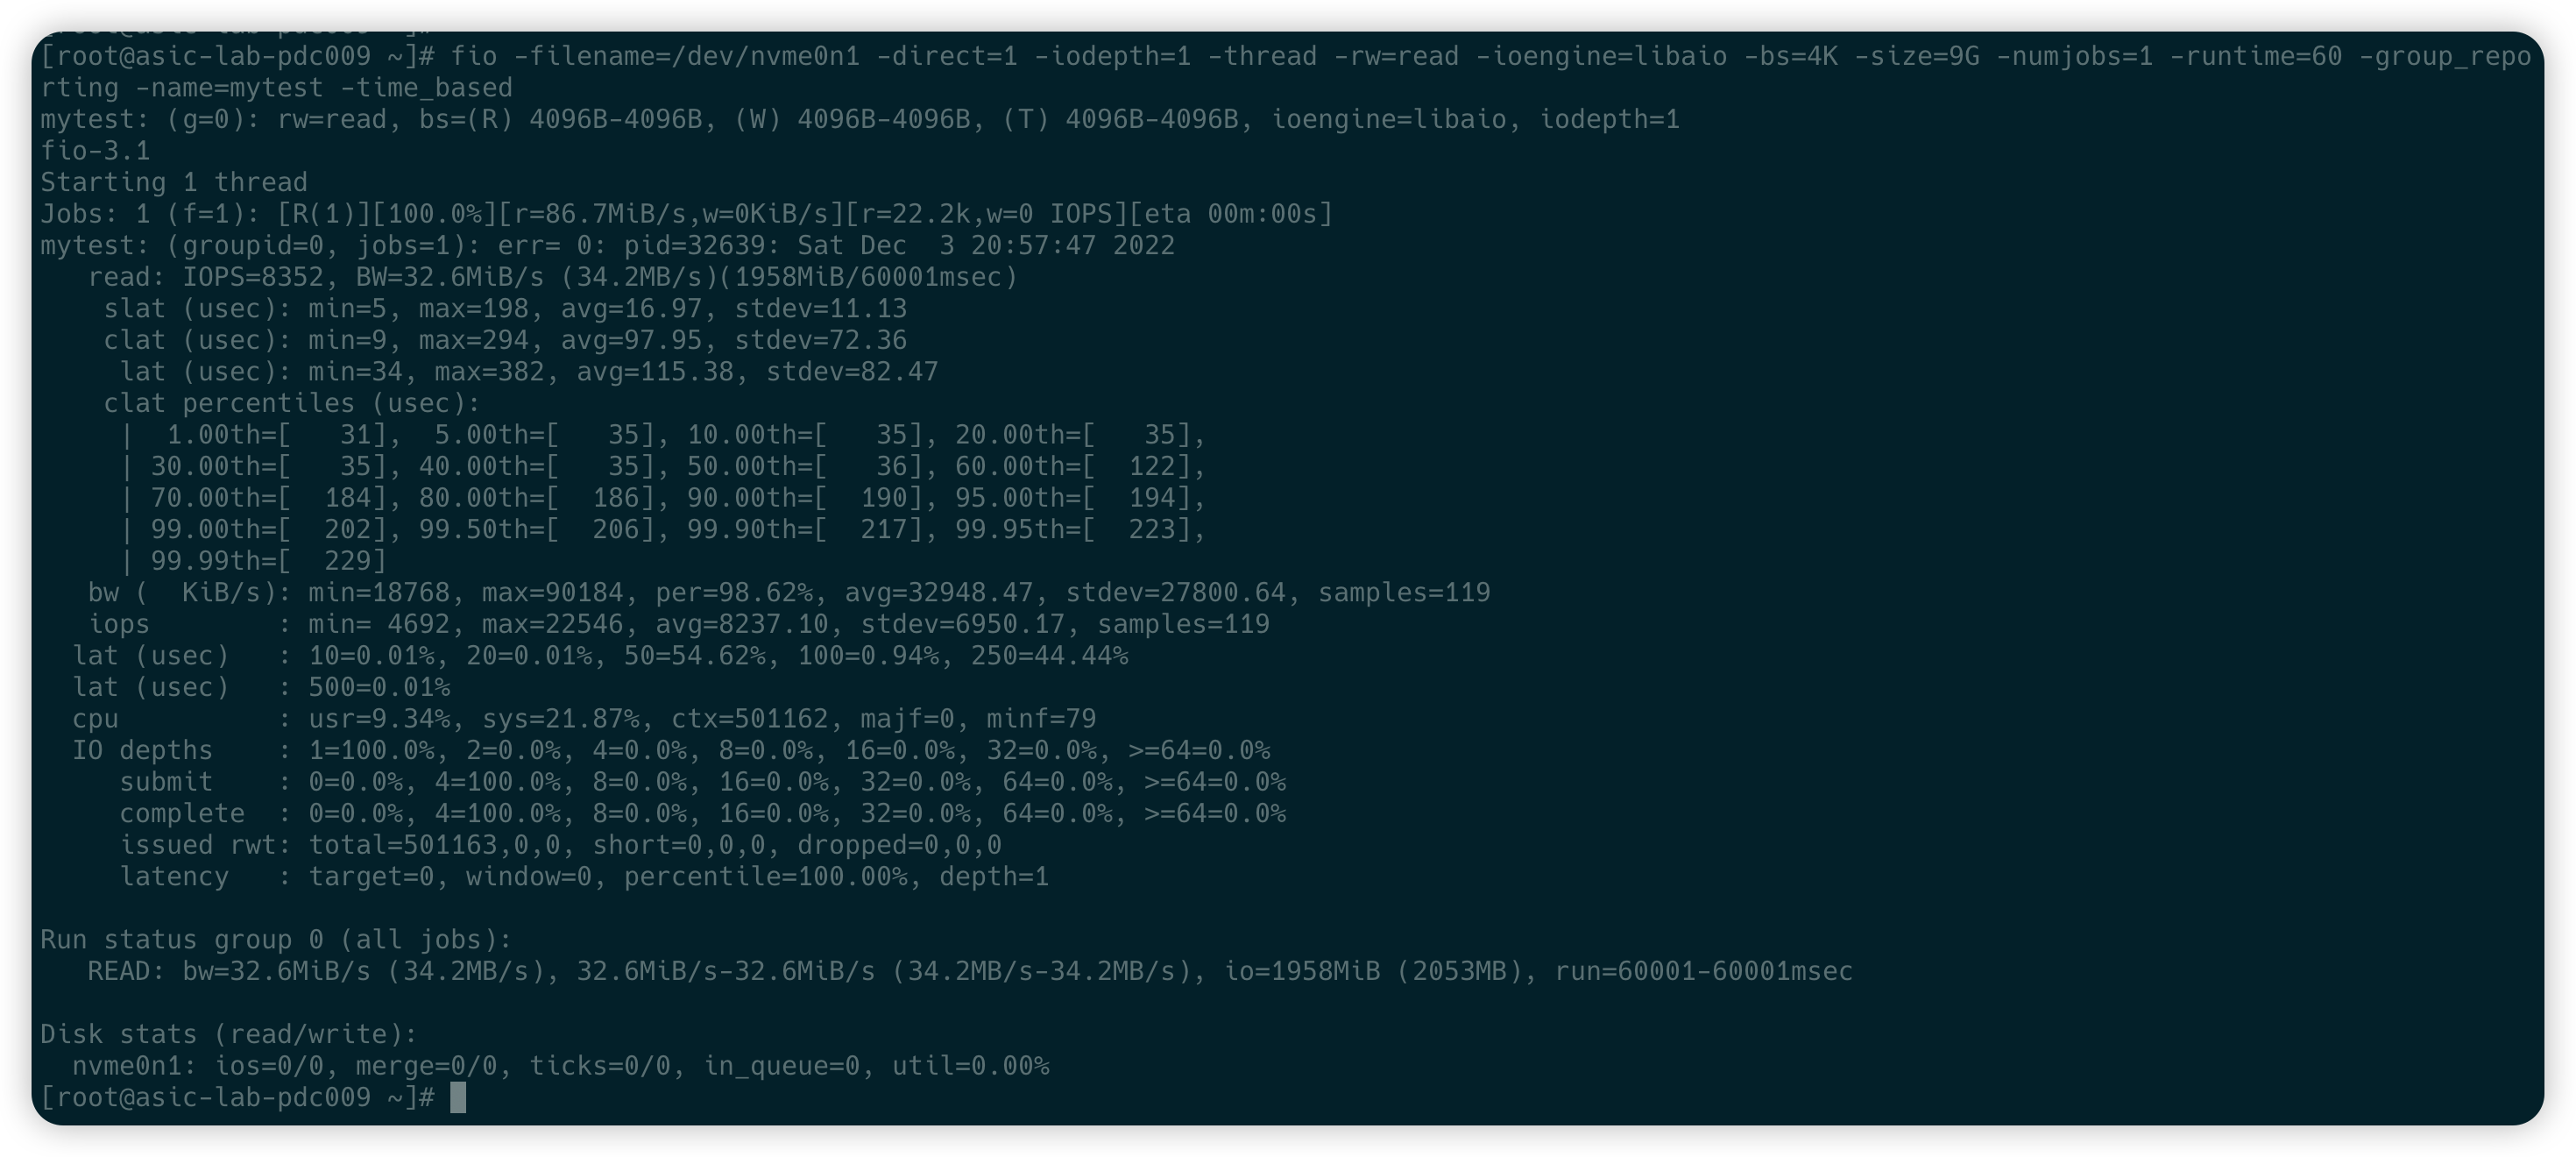 [root@asic-lab-pdc009 ~]# fio -filename=/dev/nvme0n1 -direct=1 -iodepth=1 -thread -rw=read -ioengine=libaio -bs=4K -size=9G -numjobs=1 -runtime=60 -group_repo
rting -name=mytest -time_based
mytest: (g=0): rw=read, bs=(R) 4096B-4096B, (W) 4096B-4096B, (T) 4096B-4096B, ioengine=libaio, iodepth=1
fio-3.1
Starting 1 thread
Jobs: 1 (f=1): [R(1)][100.0%][r=86.7MiB/s,w=0KiB/s][r=22.2k,w=0 IOPS][eta 00m:00s]
mytest: (groupid=0, jobs=1): err= 0: pid=32639: Sat Dec  3 20:57:47 2022
   read: IOPS=8352, BW=32.6MiB/s (34.2MB/s)(1958MiB/60001msec)
    slat (usec): min=5, max=198, avg=16.97, stdev=11.13
    clat (usec): min=9, max=294, avg=97.95, stdev=72.36
     lat (usec): min=34, max=382, avg=115.38, stdev=82.47
    clat percentiles (usec):
     |  1.00th=[   31],  5.00th=[   35], 10.00th=[   35], 20.00th=[   35],
     | 30.00th=[   35], 40.00th=[   35], 50.00th=[   36], 60.00th=[  122],
     | 70.00th=[  184], 80.00th=[  186], 90.00th=[  190], 95.00th=[  194],
     | 99.00th=[  202], 99.50th=[  206], 99.90th=[  217], 99.95th=[  223],
     | 99.99th=[  229]
   bw (  KiB/s): min=18768, max=90184, per=98.62%, avg=32948.47, stdev=27800.64, samples=119
   iops        : min= 4692, max=22546, avg=8237.10, stdev=6950.17, samples=119
  lat (usec)   : 10=0.01%, 20=0.01%, 50=54.62%, 100=0.94%, 250=44.44%
  lat (usec)   : 500=0.01%
  cpu          : usr=9.34%, sys=21.87%, ctx=501162, majf=0, minf=79
  IO depths    : 1=100.0%, 2=0.0%, 4=0.0%, 8=0.0%, 16=0.0%, 32=0.0%, >=64=0.0%
     submit    : 0=0.0%, 4=100.0%, 8=0.0%, 16=0.0%, 32=0.0%, 64=0.0%, >=64=0.0%
     complete  : 0=0.0%, 4=100.0%, 8=0.0%, 16=0.0%, 32=0.0%, 64=0.0%, >=64=0.0%
     issued rwt: total=501163,0,0, short=0,0,0, dropped=0,0,0
     latency   : target=0, window=0, percentile=100.00%, depth=1

Run status group 0 (all jobs):
   READ: bw=32.6MiB/s (34.2MB/s), 32.6MiB/s-32.6MiB/s (34.2MB/s-34.2MB/s), io=1958MiB (2053MB), run=60001-60001msec

Disk stats (read/write):
  nvme0n1: ios=0/0, merge=0/0, ticks=0/0, in_queue=0, util=0.00%
[root@asic-lab-pdc009 ~]#